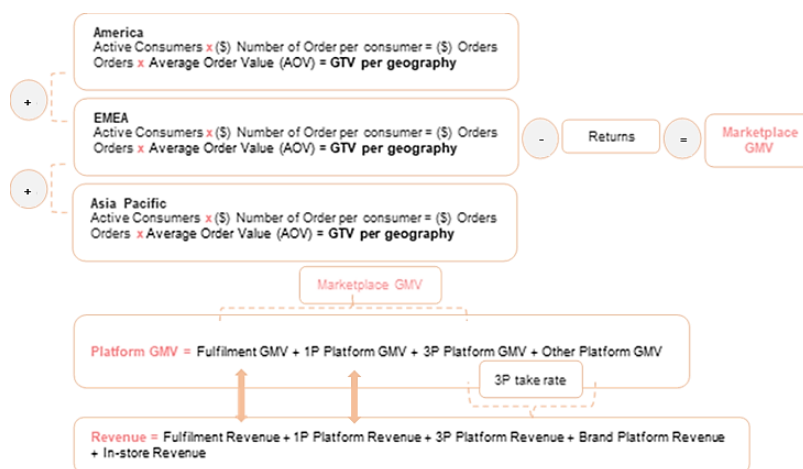 America
Active Consumers x ($) Number of Order per consumer = ($) Orders
Orders x Average Order Value (AOV) = GTV per geography
+
EMEA
Active Consumers x ($) Number of Order per consumer = ($) Orders
Orders x Average Order Value (AOV) = GTV per geography
-
Returns
=
Marketplace
GMV
+
Asia Pacific
Active Consumers x ($) Number of Order per consumer = ($) Orders
Orders x Average Order Value (AOV) = GTV per geography
Marketplace GMV
Platform GMV = Fulfilment GMV + 1P Platform GMV + 3P Platform GMV + Other Platform GMV
3P take rate
Revenue = Fulfilment Revenue + 1P Platform Revenue + 3P Platform Revenue + Brand Platform Revenue
+ In-store Revenue